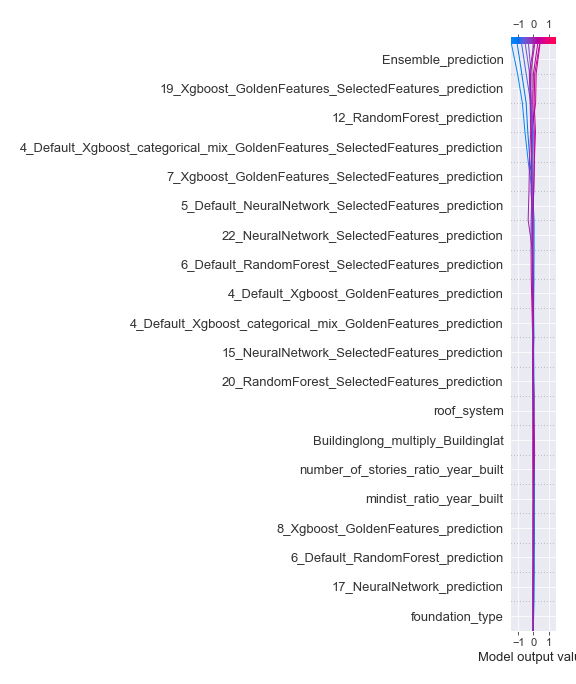 −1 0 1
Ensemble_prediction
19_Xgboost_GoldenFeatures_SelectedFeatures_prediction
12_RandomForest_prediction
4_Default_Xgboost_categorical_mix_GoldenFeatures_SelectedFeatures_prediction
7_Xgboost_GoldenFeatures_SelectedFeatures_prediction
5_Default_NeuralNetwork_SelectedFeatures_prediction
22_NeuralNetwork_SelectedFeatures_prediction
6_Default_RandomForest_SelectedFeatures_prediction
4_Default_Xgboost_GoldenFeatures_prediction
4_Default_Xgboost_categorical_mix_GoldenFeatures_prediction
15_NeuralNetwork_SelectedFeatures_prediction
20_RandomForest_SelectedFeatures_prediction
roof_system
Buildinglong_multiply_Buildinglat
number_of_stories_ratio_year_built
mindist_ratio_year_built
8_Xgboost_GoldenFeatures_prediction
6_Default_RandomForest_prediction
17_NeuralNetwork_prediction
foundation_type
−1 0 1
Model output valu